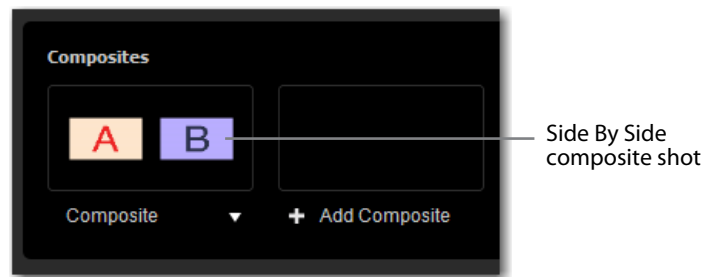 Composites
A B
Side By Side
composite shot
Composite
Add Composite